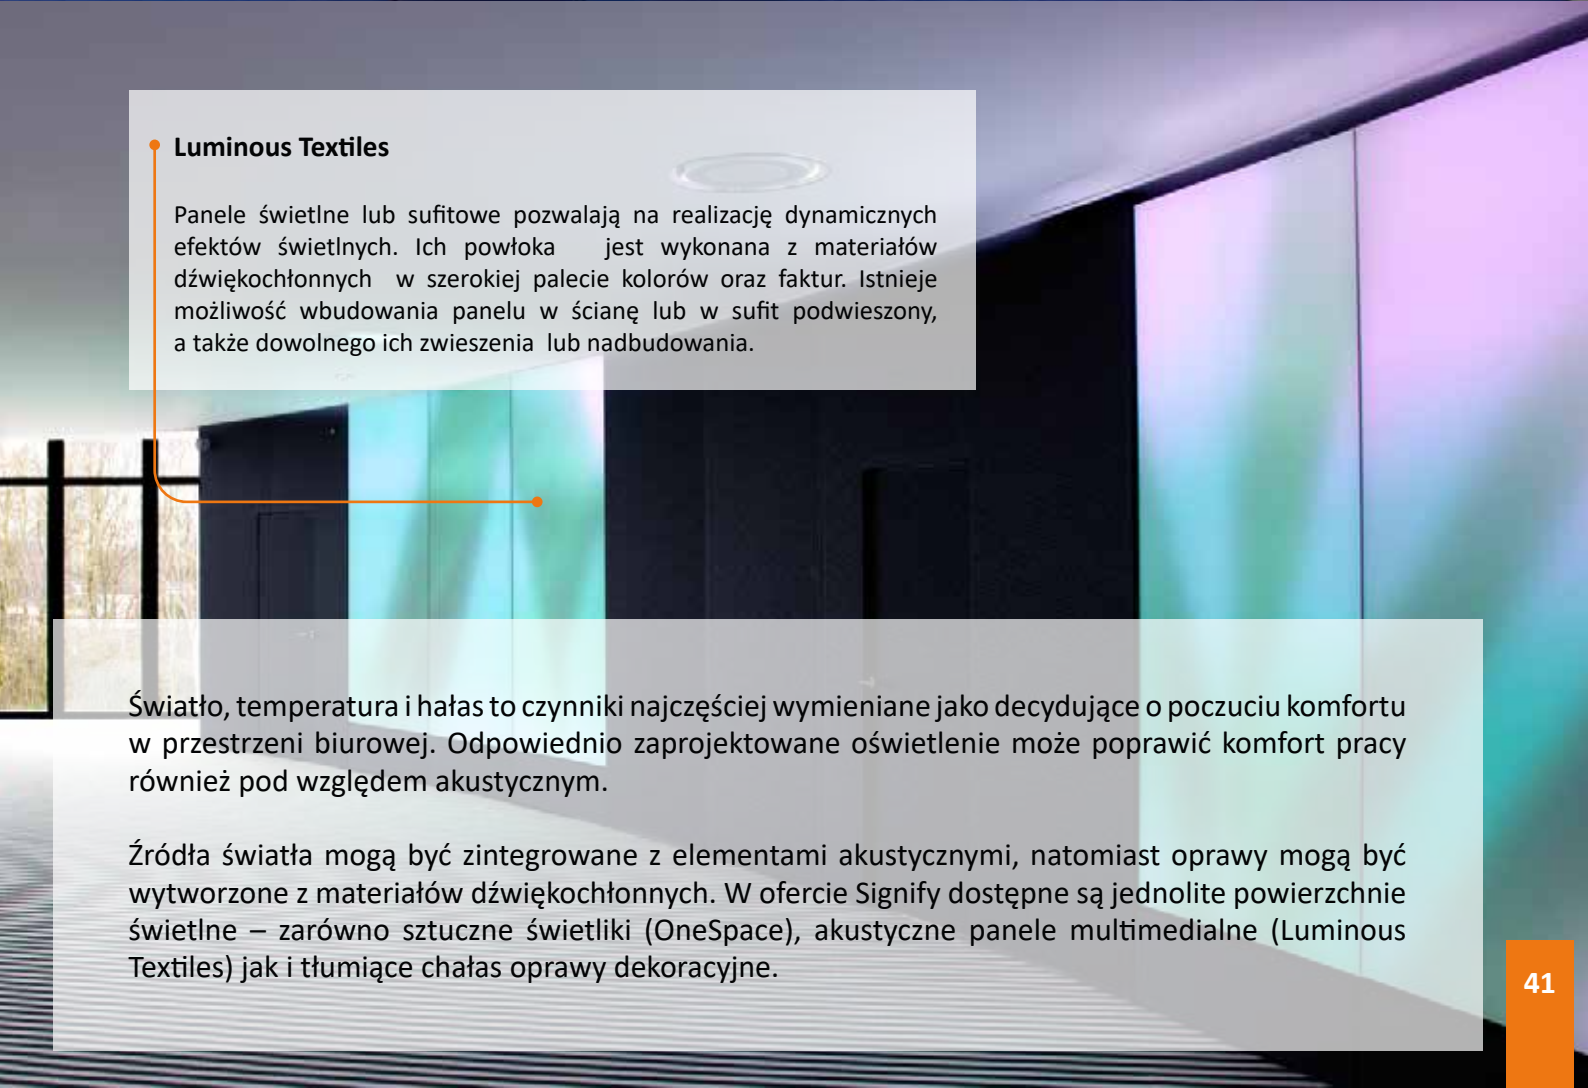 Luminous Textiles
Panele świetlne lub sufitowe pozwalają na realizację dynamicznych
efektów świetlnych. Ich powłoka jest wykonana z materiałów
dźwiękochłonnych w szerokiej palecie kolorów oraz faktur. Istnieje
możliwość wbudowania panelu w ścianę lub w sufit podwieszony,
a także dowolnego ich zwieszenia lub nadbudowania.
Światło, temperatura i hałas to czynniki najczęściej wymieniane jako decydujące o poczuciu komfortu
w przestrzeni biurowej. Odpowiednio zaprojektowane oświetlenie może poprawić komfort pracy
również pod względem akustycznym.
Źródła światła mogą być zintegrowane z elementami akustycznymi, natomiast oprawy mogą być
wytworzone z materiałów dźwiękochłonnych. W ofercie Signify dostępne są jednolite powierzchnie
świetlne – zarówno sztuczne świetliki (OneSpace), akustyczne panele multimedialne (Luminous
Textiles) jak i tłumiące chałas oprawy dekoracyjne.
41